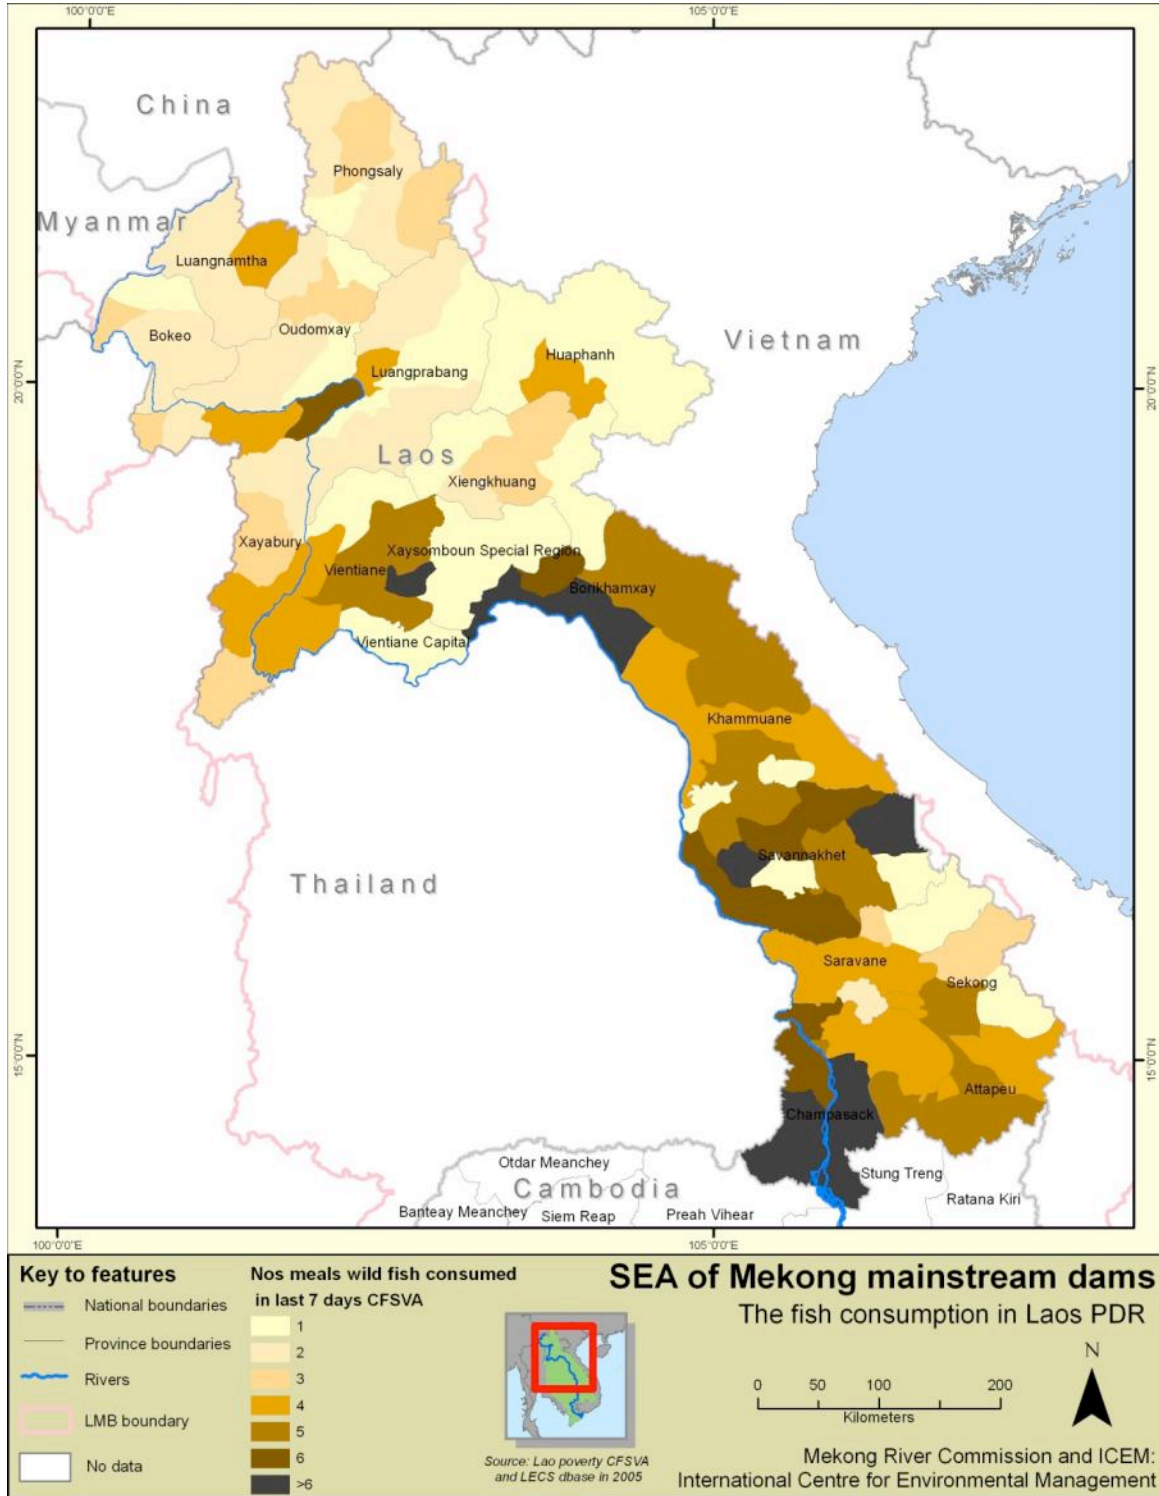 100°0'0"E
105°0'0"E
China
Phongsaly
Myanmar
Luangnamtha
Vietnam
Bokeo
Oudomxay
Huaphanh
Luangprabang
20°0'0"N
20°0'0"N
Laos
Xiengkhuang
Xayabury
Xaysomboun Special Region
Vientiane
Borikhamxay
Vientiane Capital
Khammuane
Savannakhet
Thailand
Saravane
Sekong
15°0'0"N
15°0'0"N
Attapeu
Champasack
Otdar Meanchey
Stung Treng
Cambodia
Ratana Kiri
Banteay Meanchey
Siem Reap
Preah Vihear
100°0'0"E
105°0'0"E
Key to features
National boundaries
Province boundaries
Rivers
LMB boundary
No data
Nos meals wild fish consumed
in last 7 days CFSVA
1
2
3
4
5
6
>6
Source: Lao poverty CFSVA
and LECS dbase in 2005
SEA of Mekong mainstream dams
The fish consumption in Laos PDR
N
0 50 100 200
Kilometers
Mekong River Commission and ICEM:
International Centre for Environmental Management